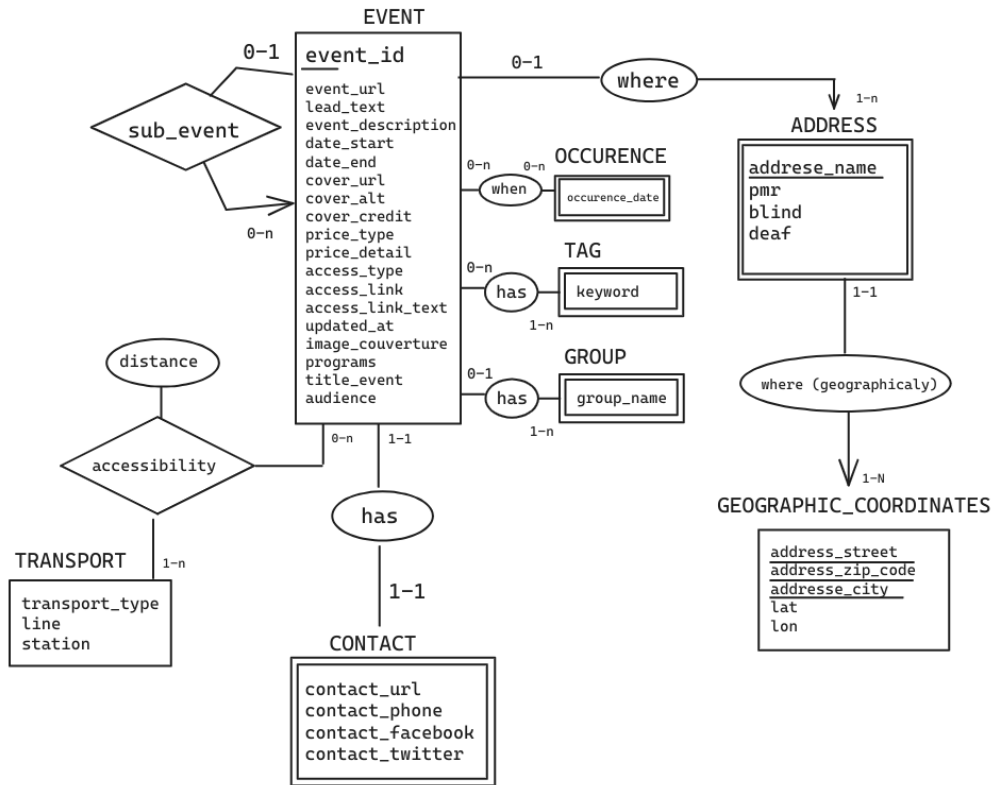 EVENT
event_id
event_url
lead_text
event_description
date_start
date_end
cover_url
cover_alt
cover_credit
price_type
price_detail
access_type
access_link
access_link_text
updated_at
image_couverture
programs
title_event
audience
0-1
sub_event
0-n
0-1
where
1-n
ADDRESS
addrese_name
pmr
blind
deaf
0-n
when
0-n
OCCURENCE
occurence_date
0-n
has
1-n
TAG
keyword
0-1
has
1-n
GROUP
group_name
1-1
where (geographicaly)
1-N
GEOGRAPHIC_COORDINATES
address_street
address_zip_code
addresse_city
lat
lon
distance
accessibility
0-n
1-n
TRANSPORT
transport_type
line
station
1-1
has
1-1
CONTACT
contact_url
contact_phone
contact_facebook
contact_twitter